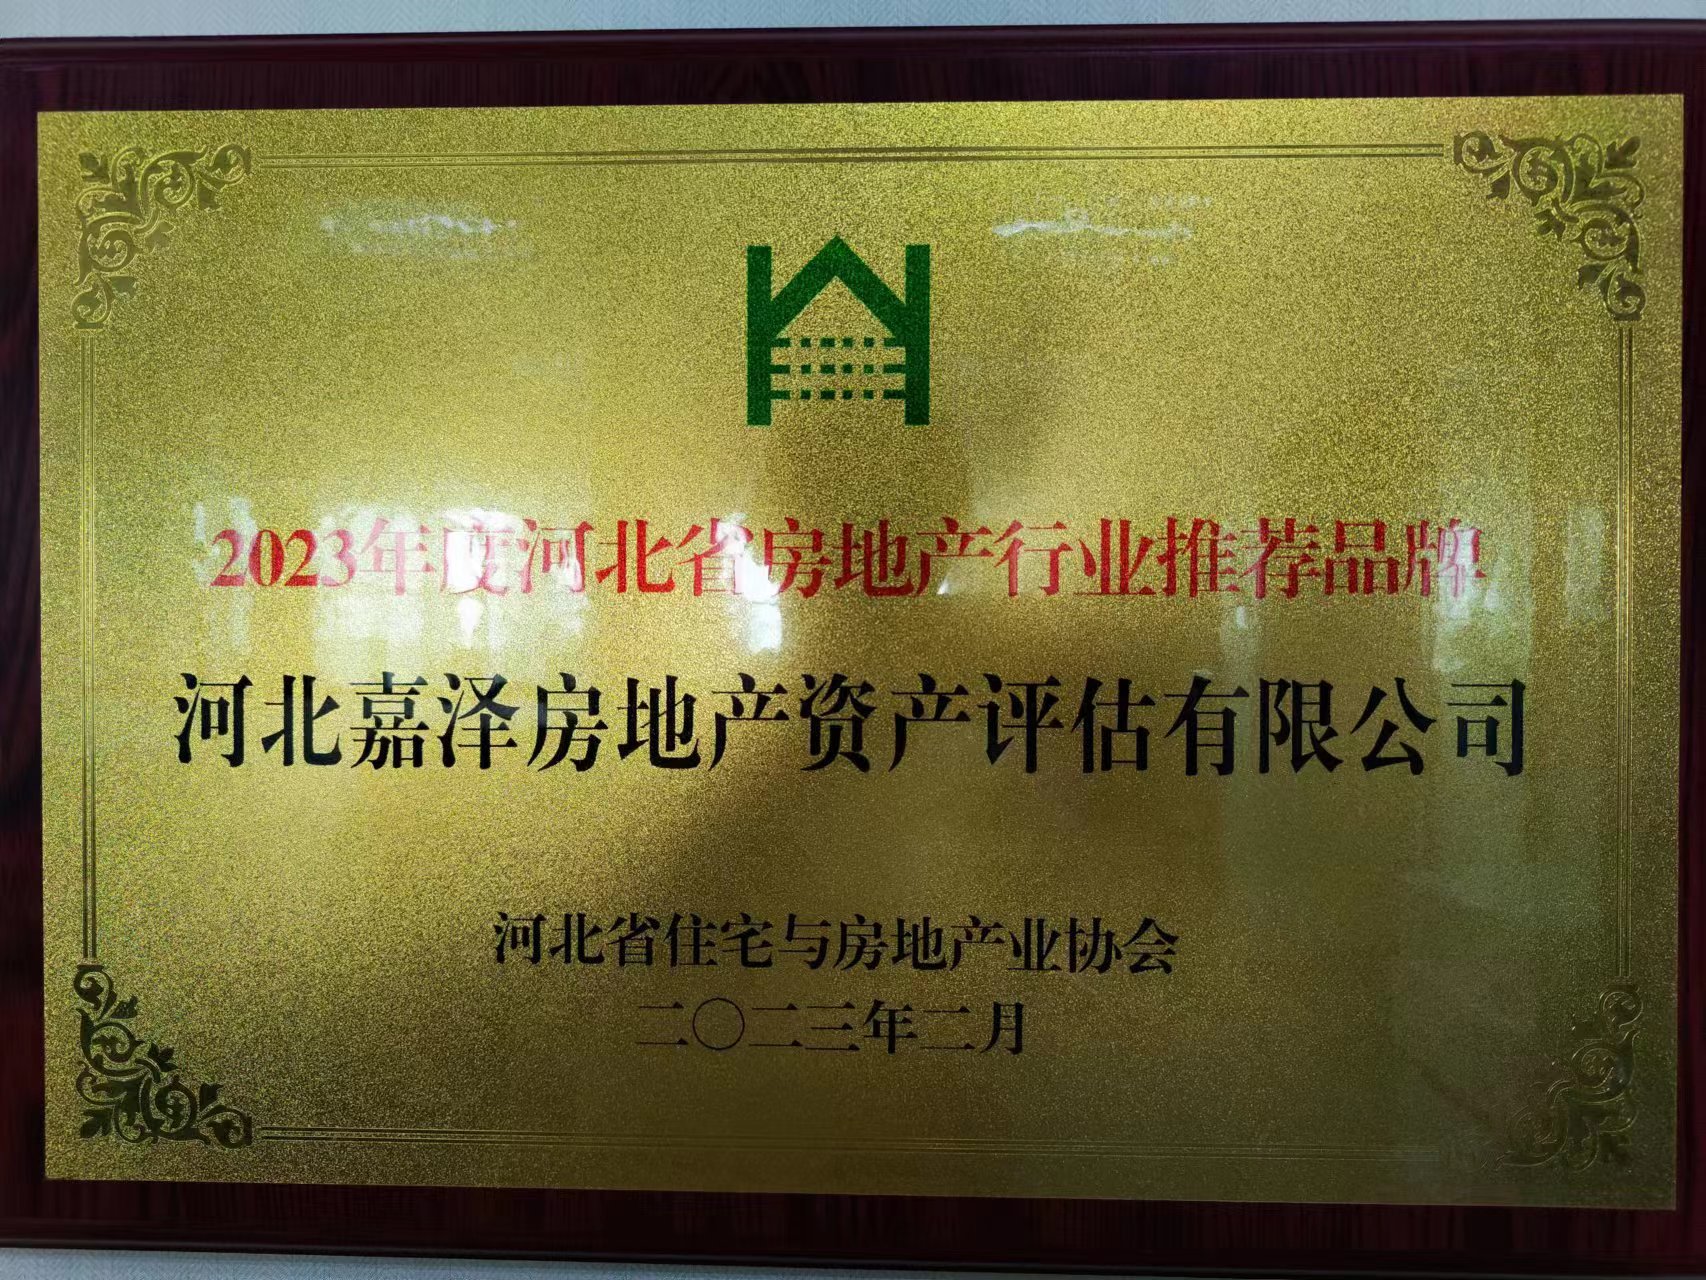 2023年度河北省房地产行业推荐品牌
河北嘉泽房地产资产评估有限公司
河北省住宅与房地产业协会
二〇二三年二月